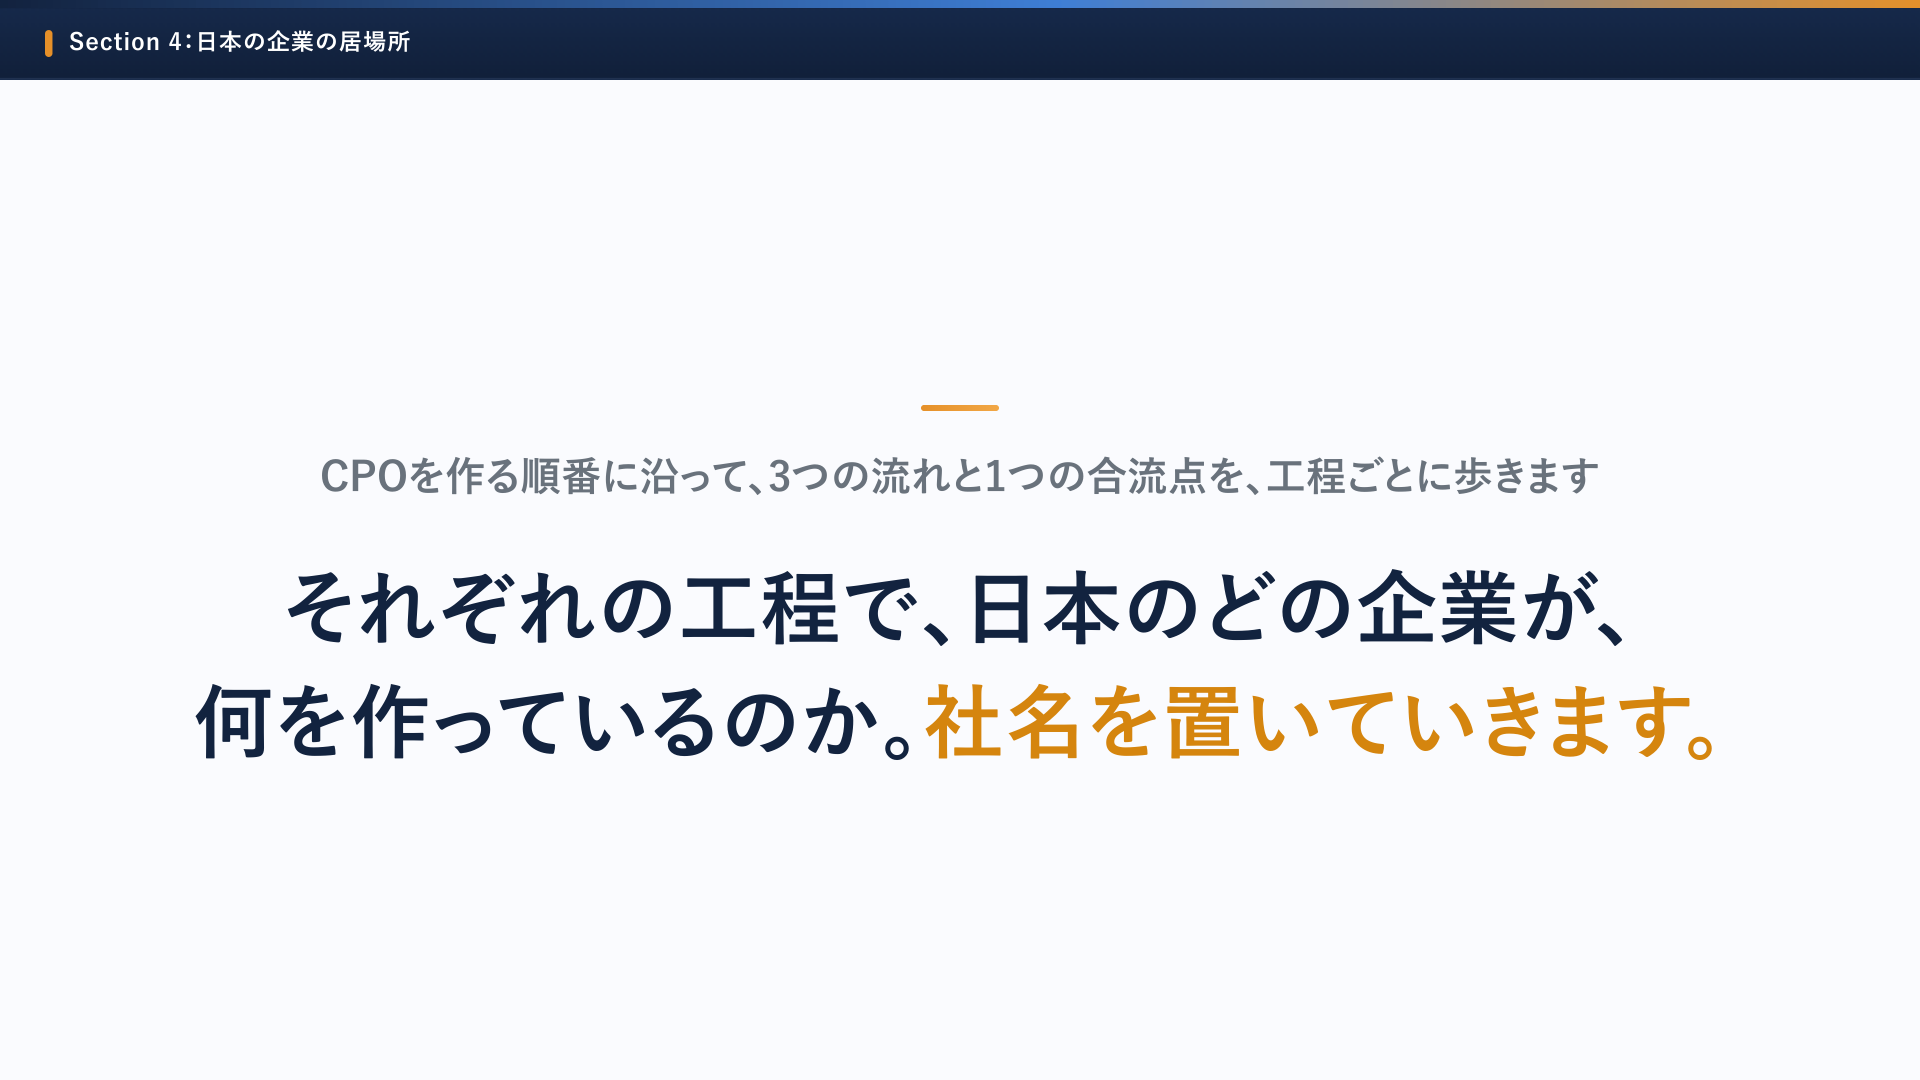 Section 4：日本の企業の居場所
CPOを作る順番に沿って、3つの流れと1つの合流点を、工程ごとに歩きます
それぞれの工程で、日本のどの企業が、
何を作っているのか。社名を置いていきます。